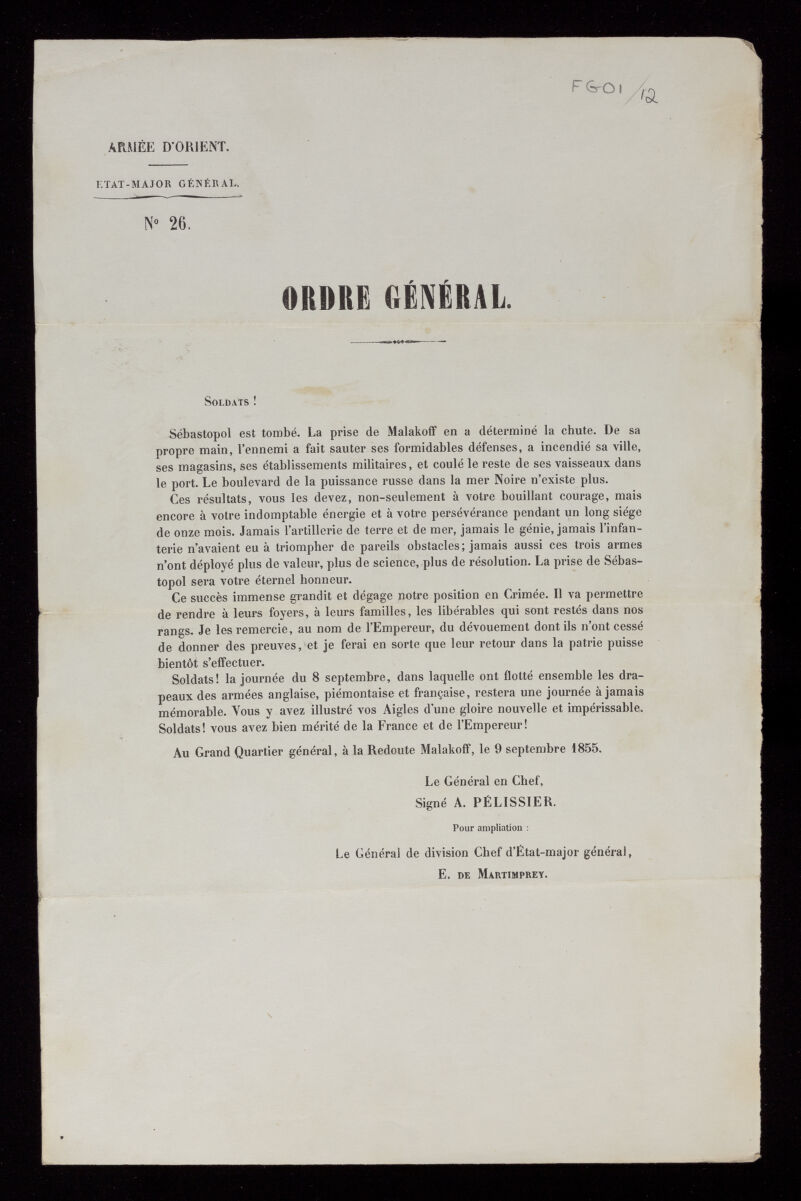 FG01/12
ARMÉE D'ORIENT.
ETAT-MAJOR GÉNÉRAL.
Nº 26.
ORDRE GÉNÉRAL.
SOLDATS !
Sébastopol est tombé. La prise de Malakoff en a déterminé la chute. De sa
propre main, l'ennemi a fait sauter ses formidables défenses, a incendié sa ville,
ses magasins, ses établissements militaires, et coulé le reste de ses vaisseaux dans
le port. Le boulevard de la puissance russe dans la mer Noire n'existe plus.
Ces résultats, vous les devez, non-seulement à votre bouillant courage, mais
encore à votre indomptable énergie et à votre persévérance pendant un long siége
de onze mois. Jamais l'artillerie de terre et de mer, jamais le génie, jamais l'infan-
terie n'avaient eu à triompher de pareils obstacles; jamais aussi ces trois armes
n'ont déployé plus de valeur, plus de science, plus de résolution. La prise de Sébas-
topol sera votre éternel honneur.
Ce succès immense grandit et dégage notre position en Crimée. Il va permettre
de rendre à leurs foyers, à leurs familles, les libérables qui sont restés dans nos
rangs. Je les remercie, au nom de l'Empereur, du dévouement dont ils n'ont cessé
de donner des preuves, et je ferai en sorte que leur retour dans la patrie puisse
bientôt s'effectuer.
Soldats! la journée du 8 septembre, dans laquelle ont flotté ensemble les dra-
peaux des armées anglaise, piémontaise et française, restera une journée à jamais
mémorable. Vous y avez illustré vos Aigles d'une gloire nouvelle et impérissable.
Soldats! vous avez bien mérité de la France et de l'Empereur!
Au Grand Quartier général, à la Redoute Malakoff, le 9 septembre 1855.
Le Général en Chef,
Signé A. PÉLISSIER.
Pour ampliation :
Le Général de division Chef d'État-major général,
E. DE MARTIMPREY.